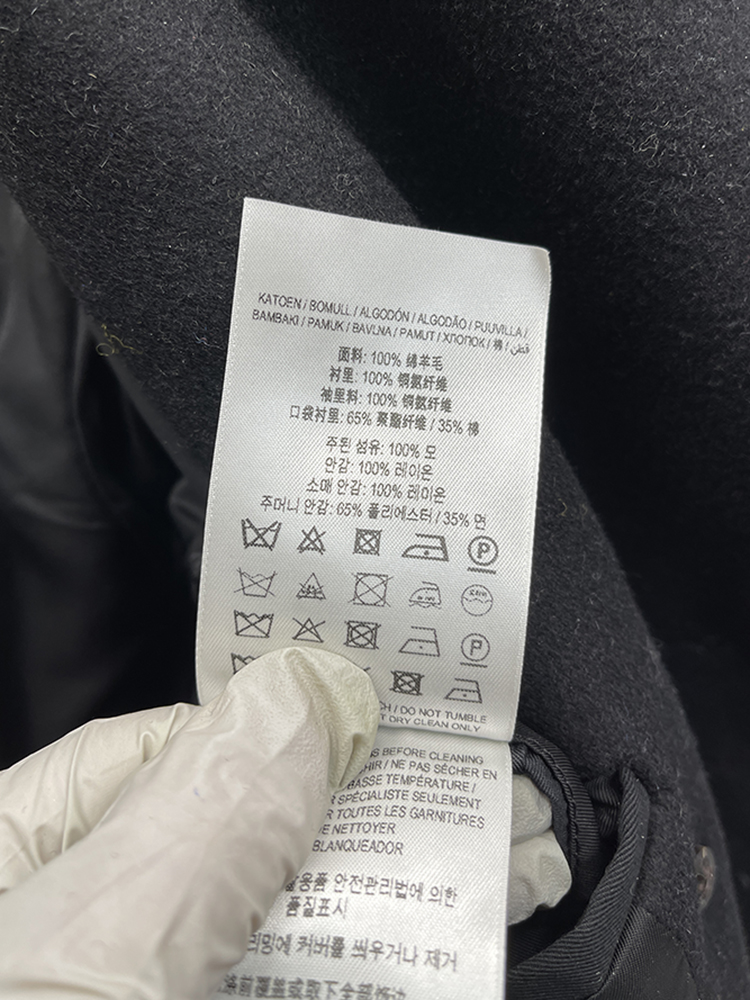 KATOEN / BOMULL / ALGODÓN / ALGODÃO / PUUVILLA /
BAMBAKI / PAMUK / BAVLNA / PAMUT / ХЛОПОК / 棉 / قطن
面料: 100% 绵羊毛
衬里: 100% 铜氨纤维
袖里料: 100% 铜氨纤维
口袋衬里: 65% 聚酯纤维 / 35% 棉
주된 섬유: 100% 모
안감: 100% 레이온
소매 안감: 100% 레이온
주머니 안감: 65% 폴리에스터 / 35% 면
P
드라이
P
CH / DO NOT TUMBLE
DRY CLEAN ONLY
BEFORE CLEANING
/ NE PAS SÉCHER EN
BASSE TEMPÉRATURE /
SPÉCIALISTE SEULEMENT
TOUTES LES GARNITURES
NETTOYER
BLANQUEADOR
안전관리법에 의한
품질표시
커버를 씌우거나 제거